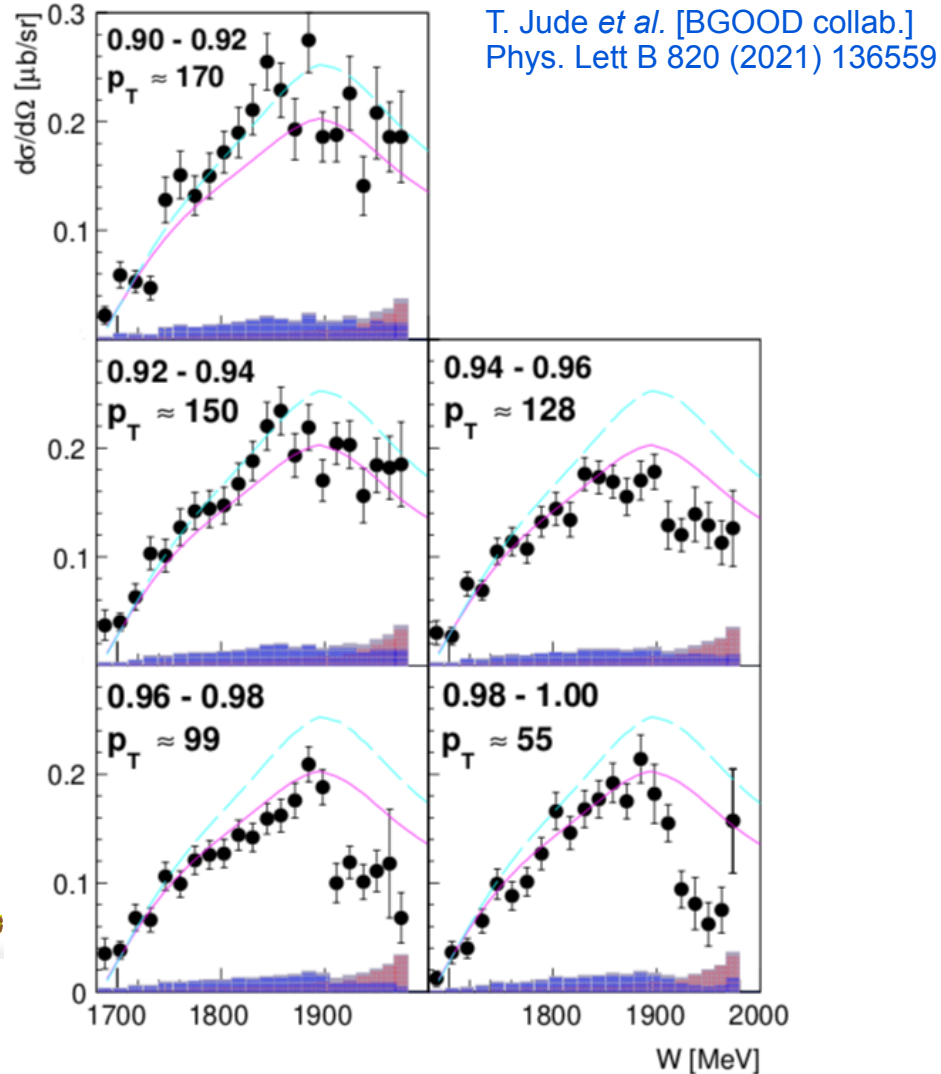 T. Jude et al. [BGOOD collab.]
Phys. Lett B 820 (2021) 136559
dσ/dΩ [μb/sr]
0.3
0.2
0.1
0.90 - 0.92
p_T ≈ 170
0.2
0.1
0.92 - 0.94
p_T ≈ 150
0.94 - 0.96
p_T ≈ 128
0.2
0.1
0
0.96 - 0.98
p_T ≈ 99
0.98 - 1.00
p_T ≈ 55
1700 1800 1900 1800 1900 2000
W [MeV]